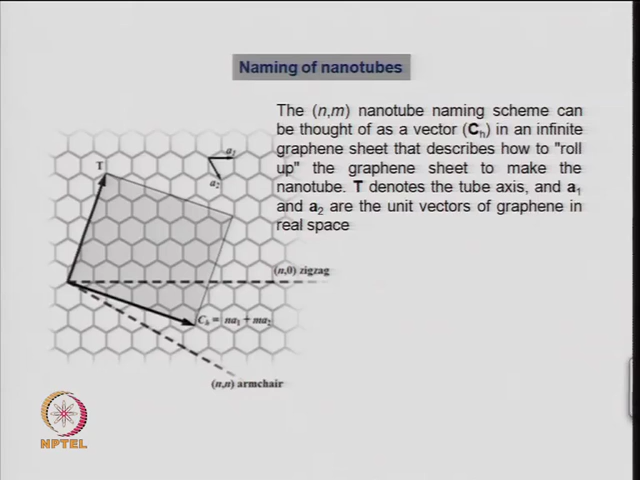 Naming of nanotubes
The (n,m) nanotube naming scheme can
be thought of as a vector (Ch) in an infinite
graphene sheet that describes how to "roll
up" the graphene sheet to make the
nanotube. T denotes the tube axis, and a1
and a2 are the unit vectors of graphene in
real space
T
a1
a2
(n,0) zigzag
Ch = na1 + ma2
(n,n) armchair
NPTEL